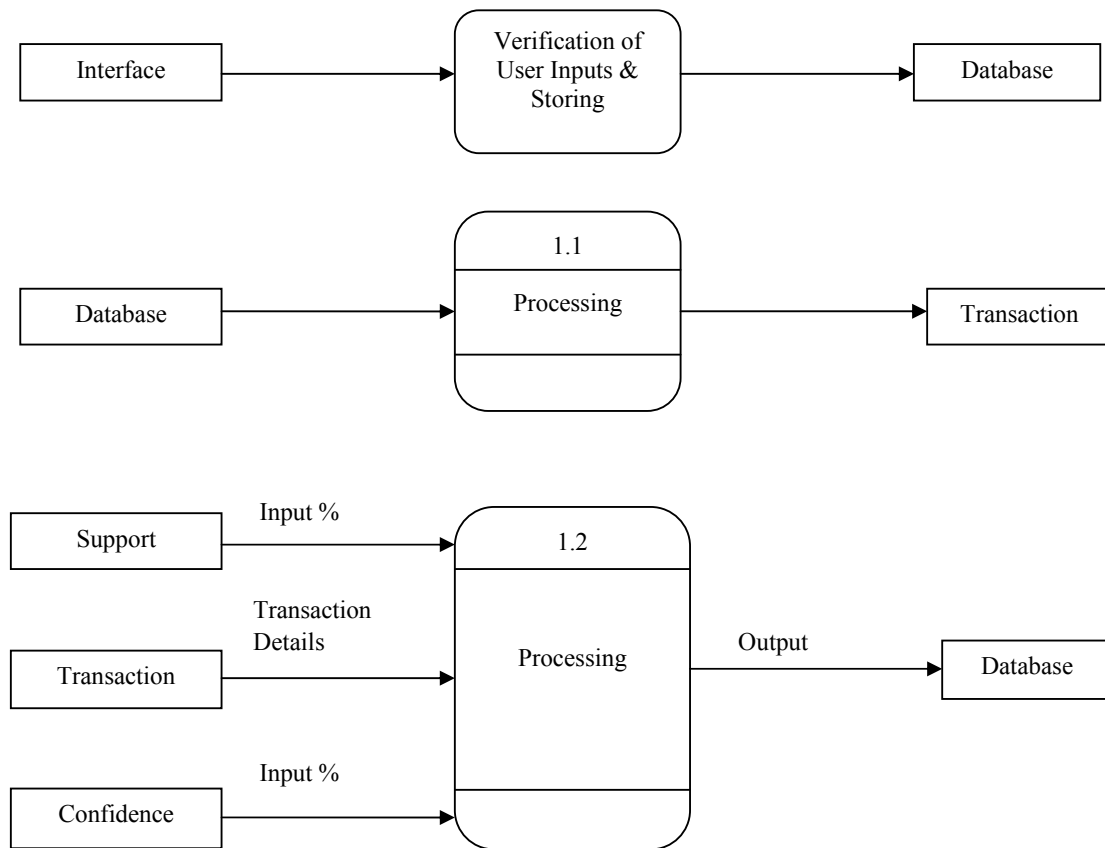 Interface
Verification of
User Inputs &
Storing
Database
Database
1.1
Processing
Transaction
Support
Input %
1.2
Transaction
Transaction
Details
Processing
Output
Database
Confidence
Input %